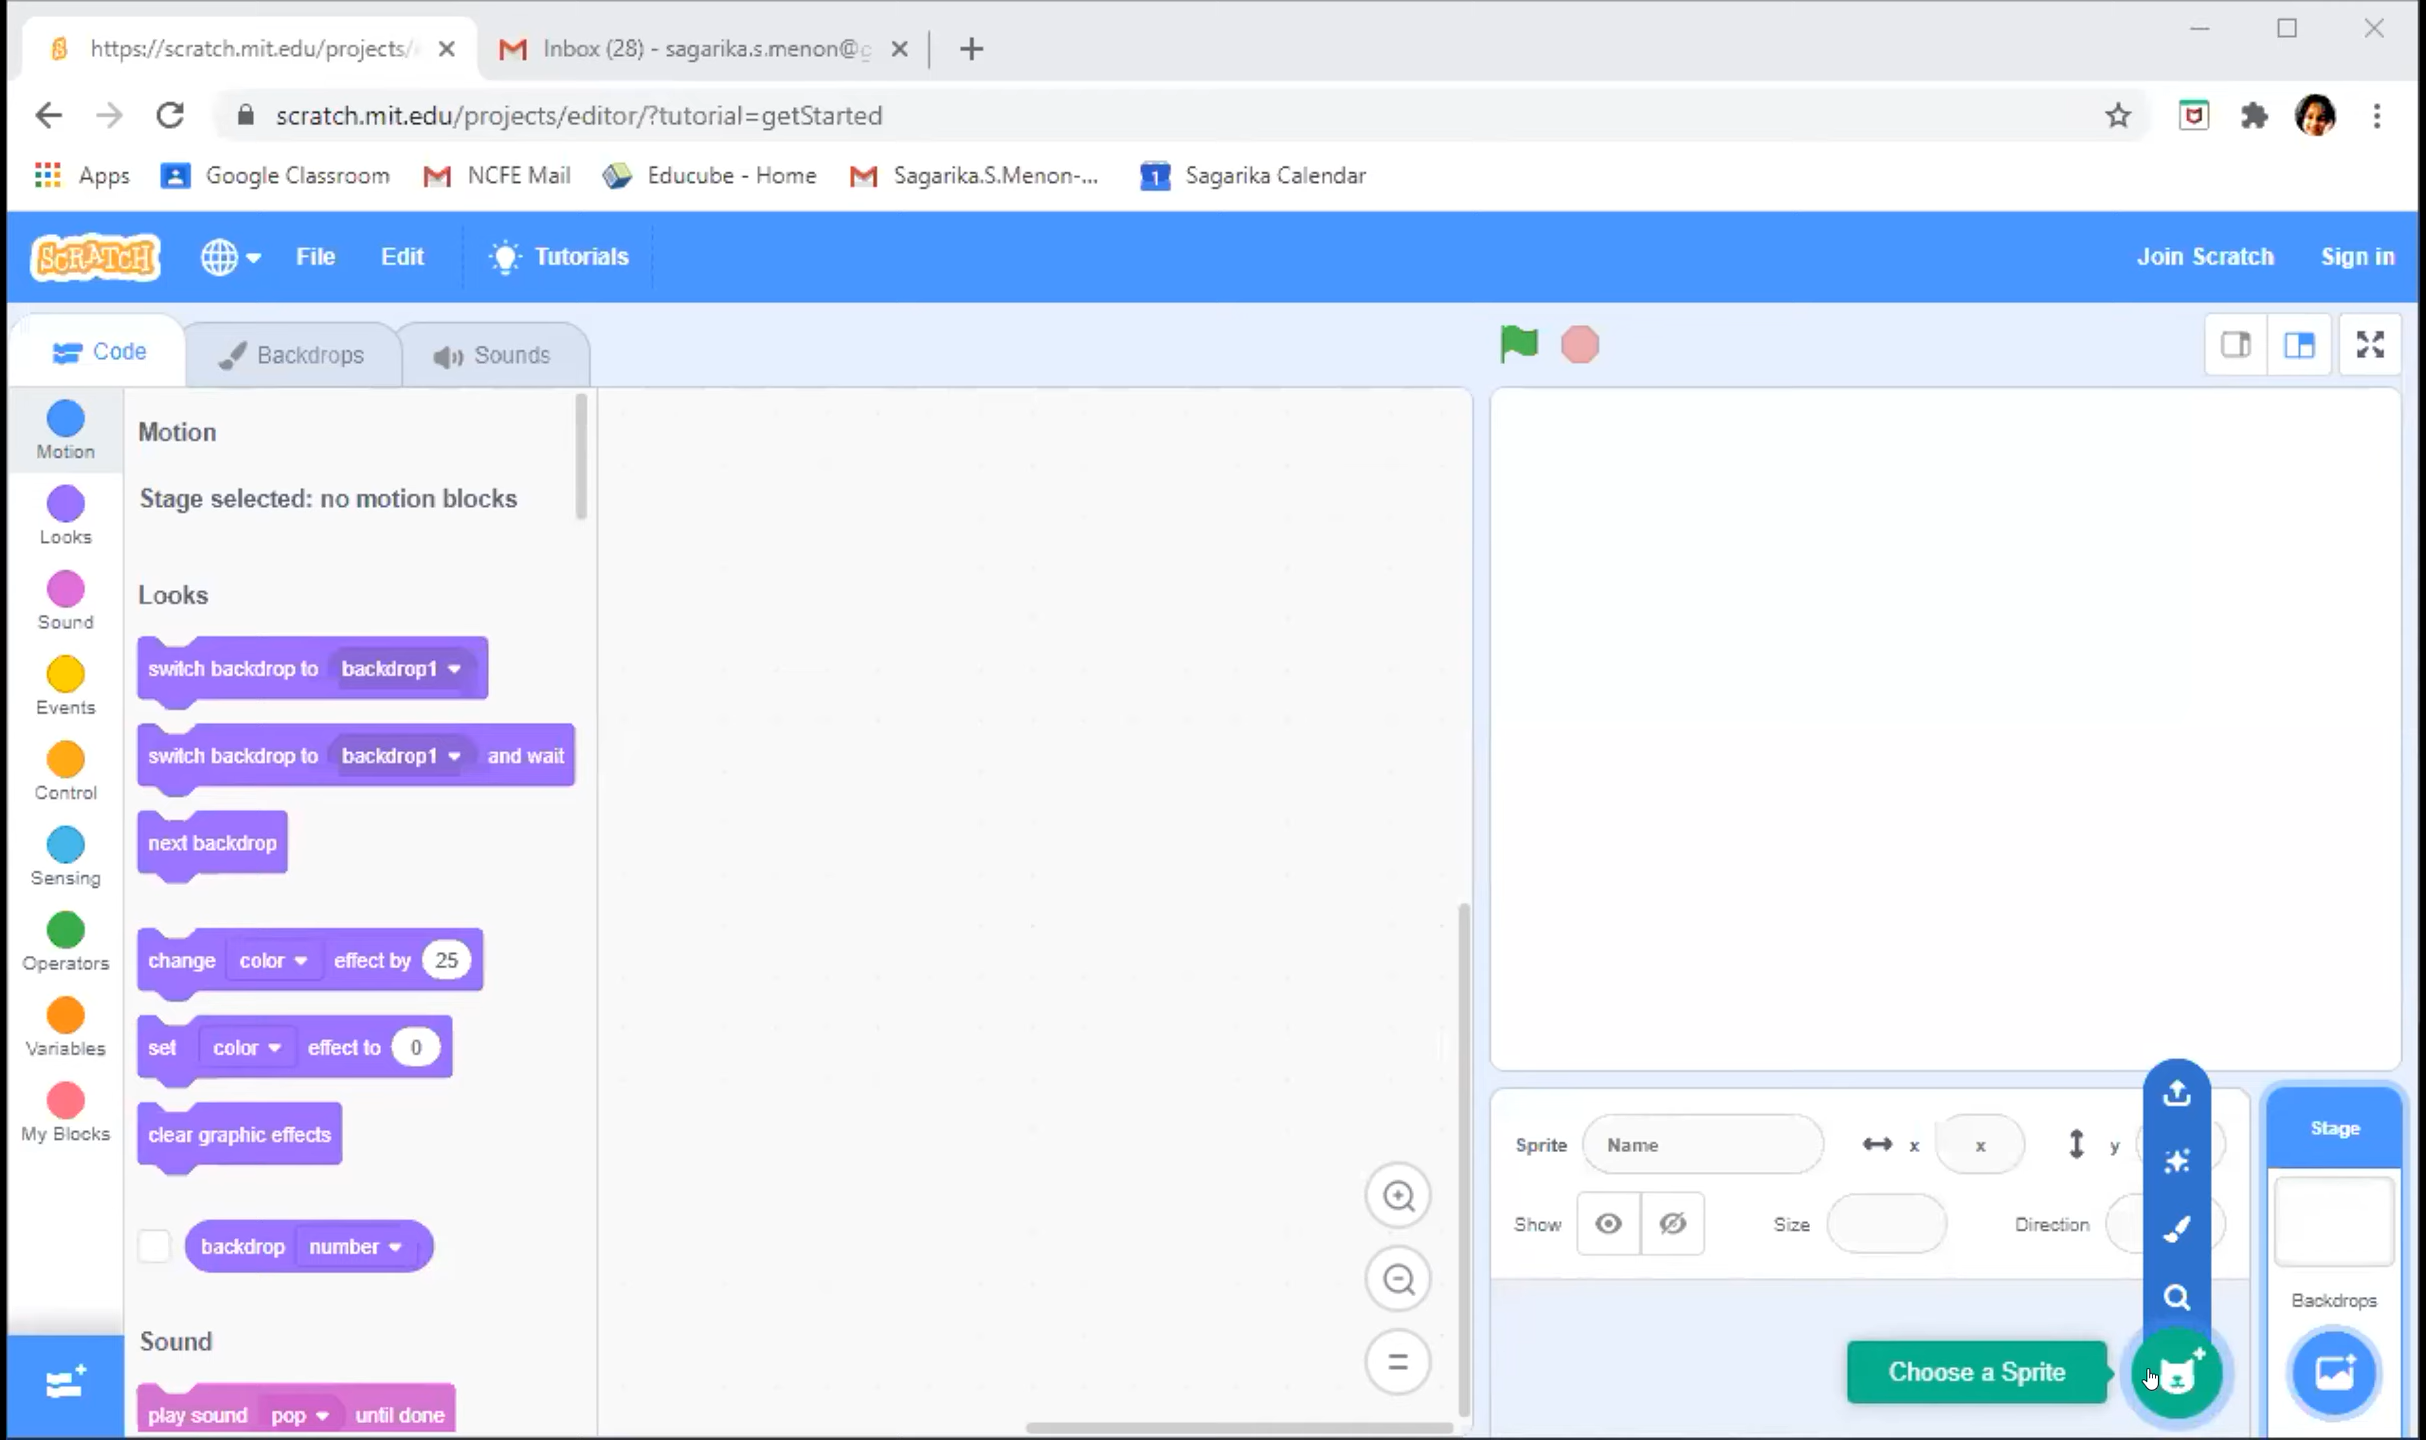 https://scratch.mit.edu/projects/
Inbox (28) - sagarika.s.menon@g
scratch.mit.edu/projects/editor/?tutorial=getStarted
Apps Google Classroom NCFE Mail Educube - Home Sagarika.S.Menon-... 1 Sagarika Calendar
SCRATCH File Edit Tutorials Join Scratch Sign in
Code Backdrops Sounds
Motion
Looks
Sound
Events
Control
Sensing
Operators
Variables
My Blocks
Motion
Stage selected: no motion blocks
Looks
switch backdrop to backdrop1
switch backdrop to backdrop1 and wait
next backdrop
change color effect by 25
set color effect to 0
clear graphic effects
backdrop number
Sound
play sound pop until done
Sprite Name x x y
Show Size Direction
Choose a Sprite
Stage
Backdrops